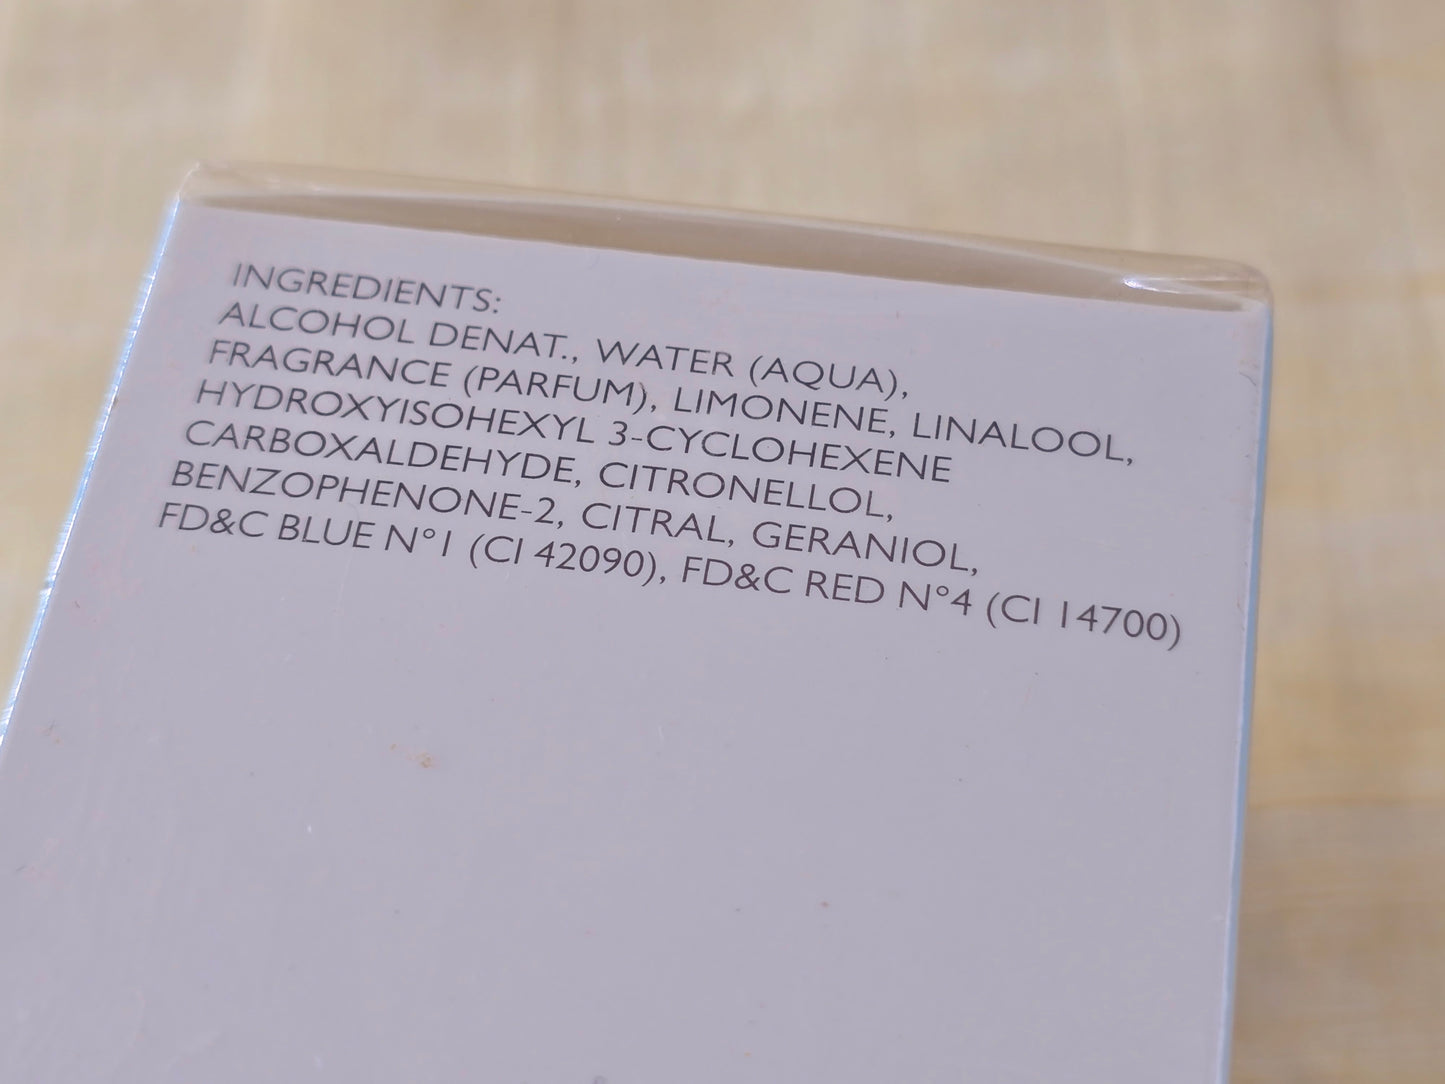 INGREDIENTS:
ALCOHOL DENAT., WATER (AQUA),
FRAGRANCE (PARFUM), LIMONENE, LINALOOL,
HYDROXYISOHEXYL 3-CYCLOHEXENE
CARBOXALDEHYDE, CITRONELLOL,
BENZOPHENONE-2, CITRAL, GERANIOL,
FD&C BLUE N°1 (CI 42090), FD&C RED N°4 (CI 14700)